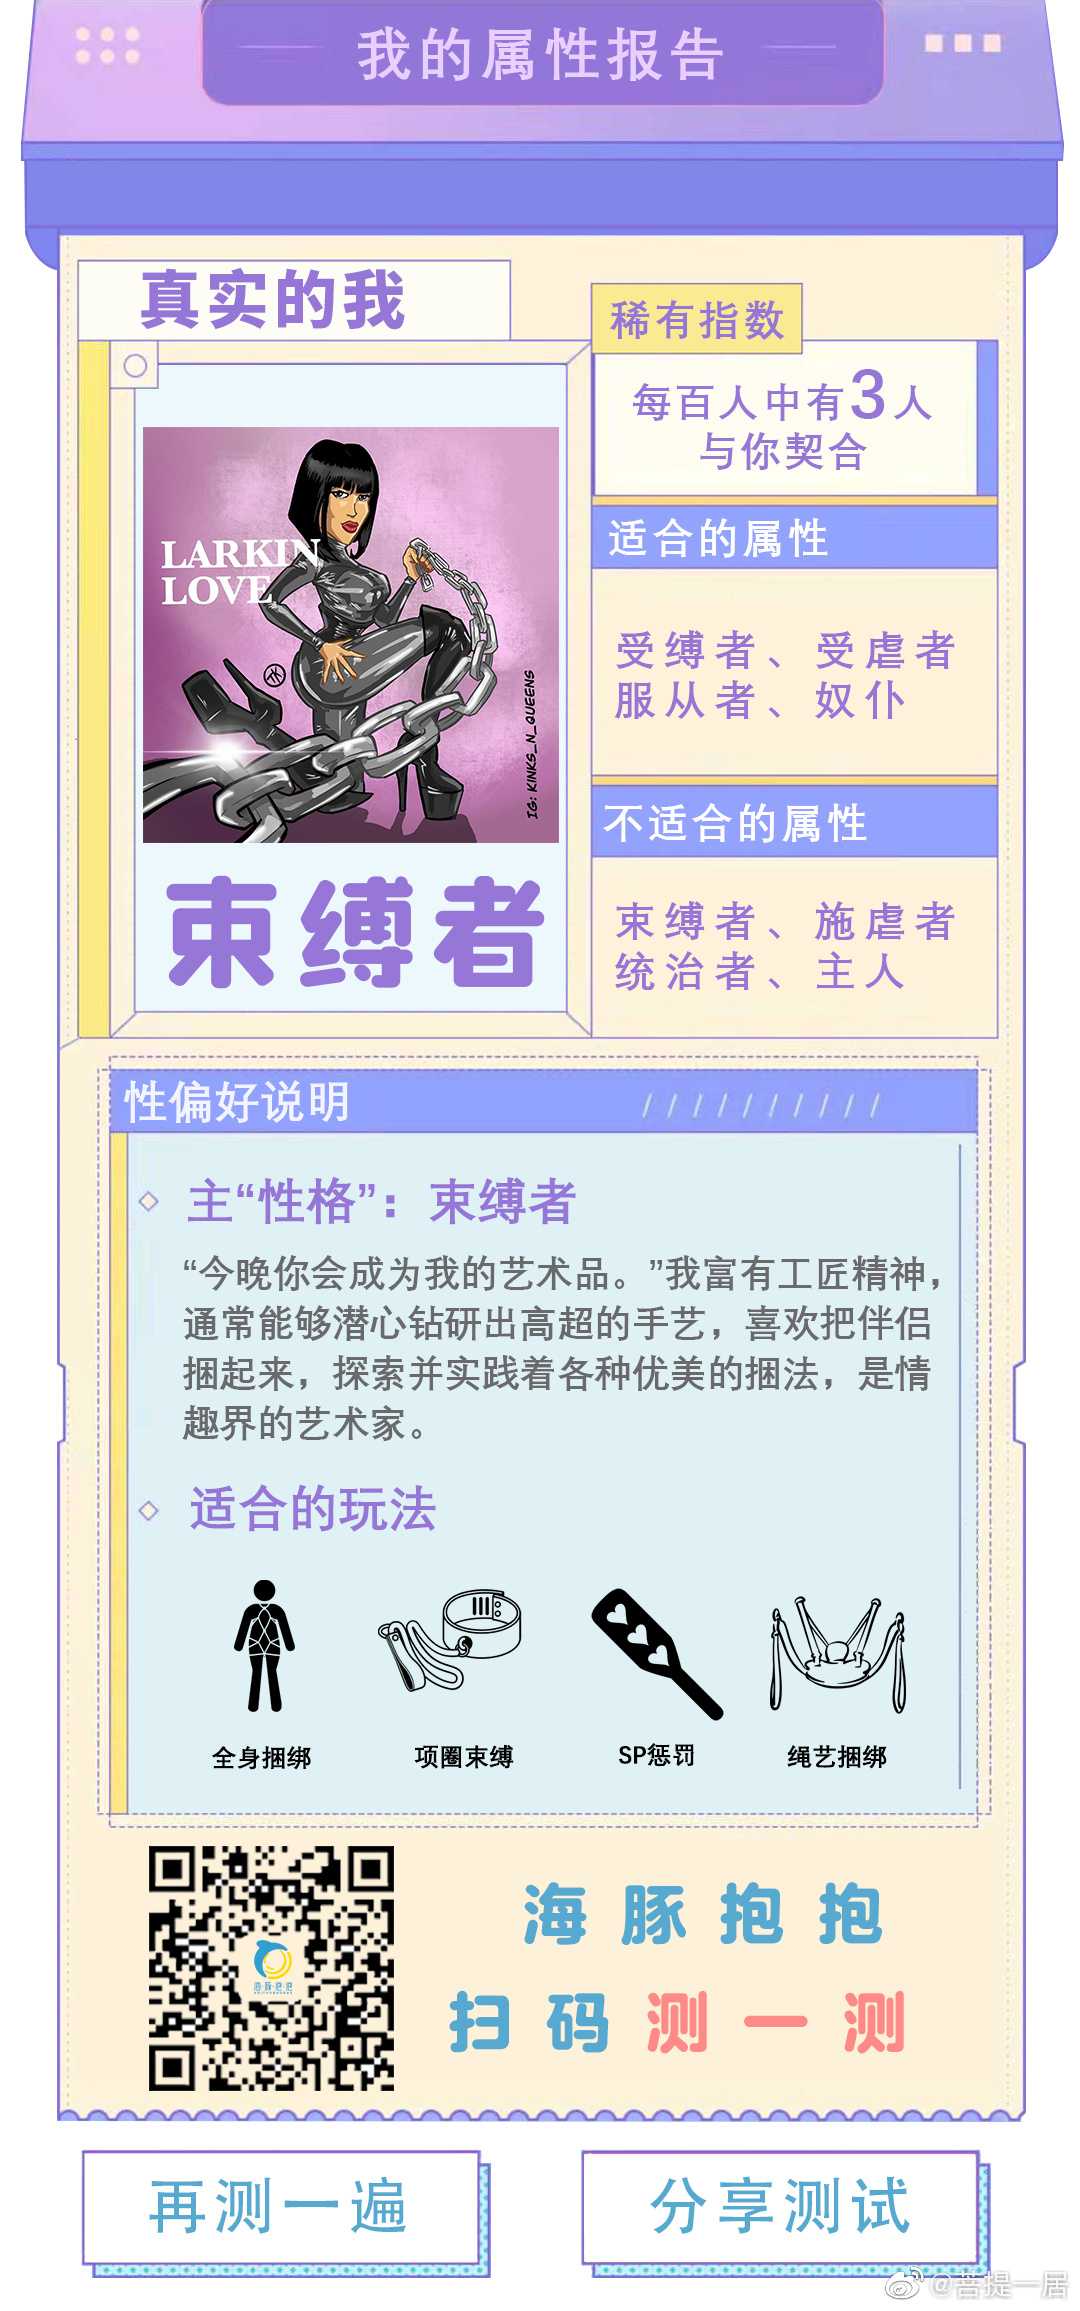 我的属性报告
真实的我
稀有指数
每百人中有3人
与你契合
LARKIN
LOVE
IG: KINKS_N_QUEENS
束缚者
适合的属性
受缚者、受虐者
服从者、奴仆
不适合的属性
束缚者、施虐者
统治者、主人
性偏好说明
主“性格”：束缚者
“今晚你会成为我的艺术品。”我富有工匠精神，
通常能够潜心钻研出高超的手艺，喜欢把伴侣
捆起来，探索并实践着各种优美的捆法，是情
趣界的艺术家。
适合的玩法
全身捆绑
项圈束缚
SP惩罚
绳艺捆绑
海豚抱抱
海豚抱抱
扫码测一测
再测一遍
分享测试
@菩提一居